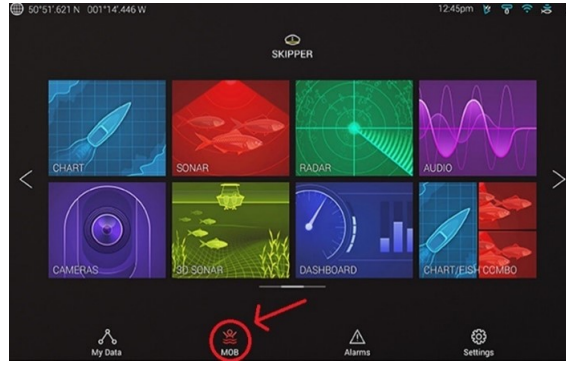 50°51'.621 N 001°14'.446 W
12:45pm
SKIPPER
CHART
SONAR
RADAR
AUDIO
CAMERAS
3D SONAR
DASHBOARD
CHART/FISH COMBO
My Data
MOB
Alarms
Settings